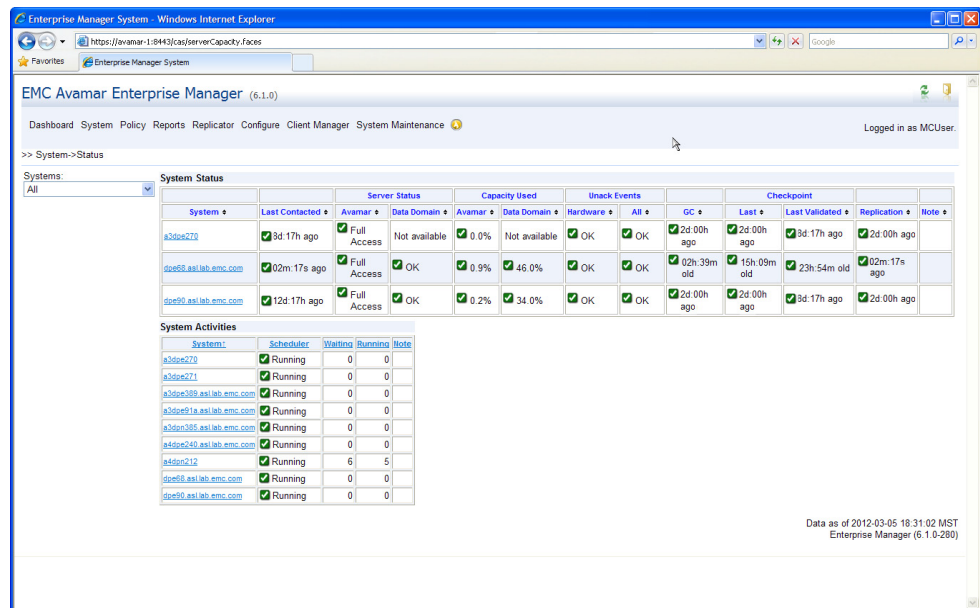 Enterprise Manager System - Windows Internet Explorer
https://avamar-1:8443/cas/serverCapacity.faces
Google
Favorites Enterprise Manager System
EMC Avamar Enterprise Manager (6.1.0)
Dashboard System Policy Reports Replicator Configure Client Manager System Maintenance
Logged in as MCUser.
>> System->Status
Systems:
All
System Status
Server Status Capacity Used Unack Events Checkpoint
System Last Contacted Avamar Data Domain Avamar Data Domain Hardware All GC Last Last Validated Replication Note
a3dpe270 8d:17h ago Full Access Not available 0.0% Not available OK OK 2d:00h ago 2d:00h ago 8d:17h ago 2d:00h ago
dpe68.asl.lab.emc.com 02m:17s ago Full Access OK 0.9% 46.0% OK OK 02h:39m old 15h:09m old 23h:54m old 02m:17s ago
dpe90.asl.lab.emc.com 12d:17h ago Full Access OK 0.2% 34.0% OK OK 2d:00h ago 2d:00h ago 8d:17h ago 2d:00h ago
System Activities
System↑ Scheduler Waiting Running Note
a3dpe270 Running 0 0
a3dpe271 Running 0 0
a3dpe389.asl.lab.emc.com Running 0 0
a3dpe91a.asl.lab.emc.com Running 0 0
a3dpn385.asl.lab.emc.com Running 0 0
a4dpe240.asl.lab.emc.com Running 0 0
a4dpn212 Running 6 5
dpe68.asl.lab.emc.com Running 0 0
dpe90.asl.lab.emc.com Running 0 0
Data as of 2012-03-05 18:31:02 MST
Enterprise Manager (6.1.0-280)